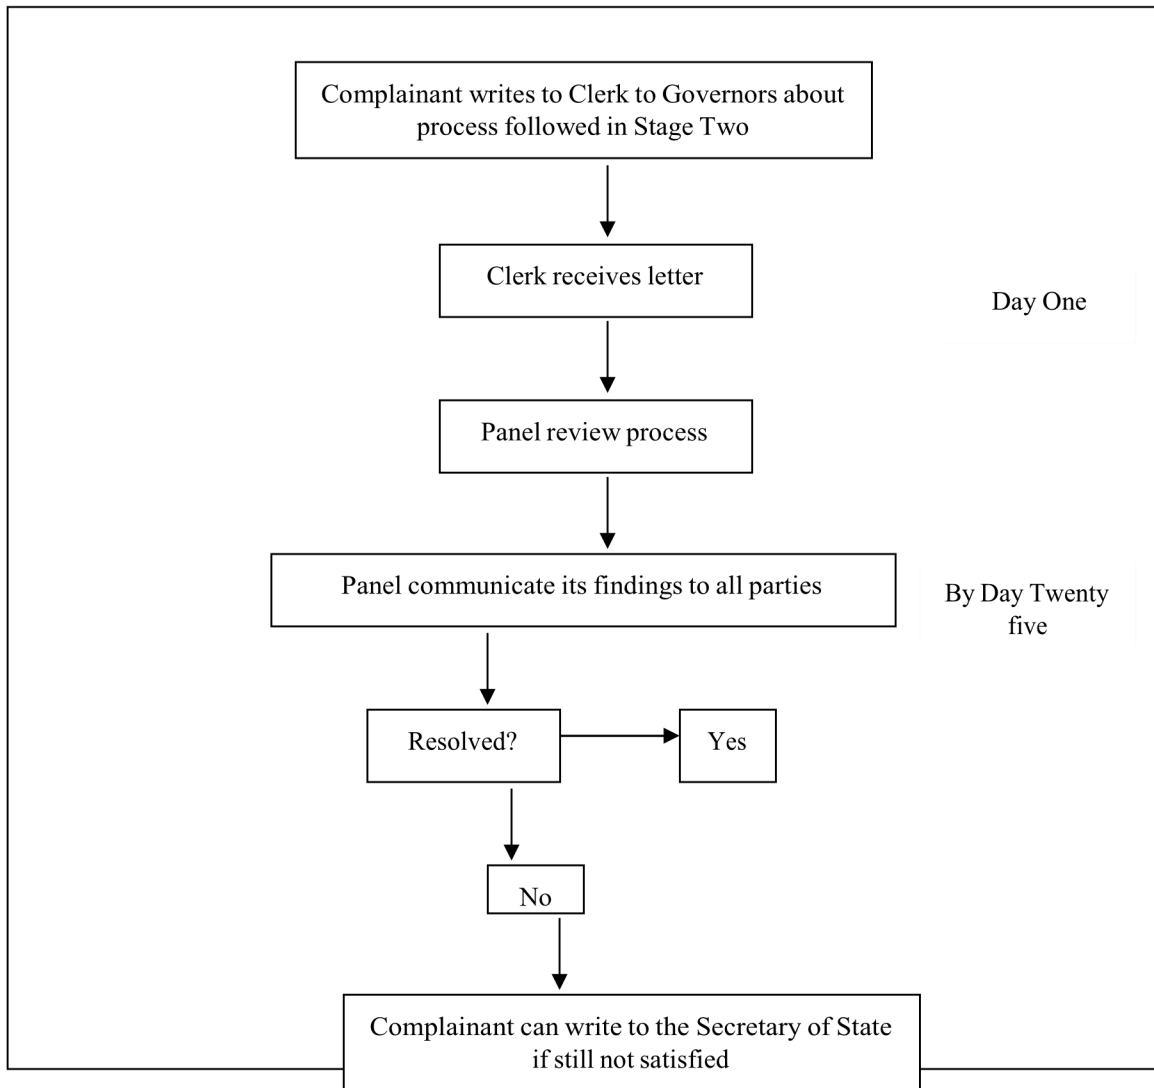 Complainant writes to Clerk to Governors about
process followed in Stage Two
Clerk receives letter
Day One
Panel review process
Panel communicate its findings to all parties
By Day Twenty
five
Resolved?
Yes
No
Complainant can write to the Secretary of State
if still not satisfied